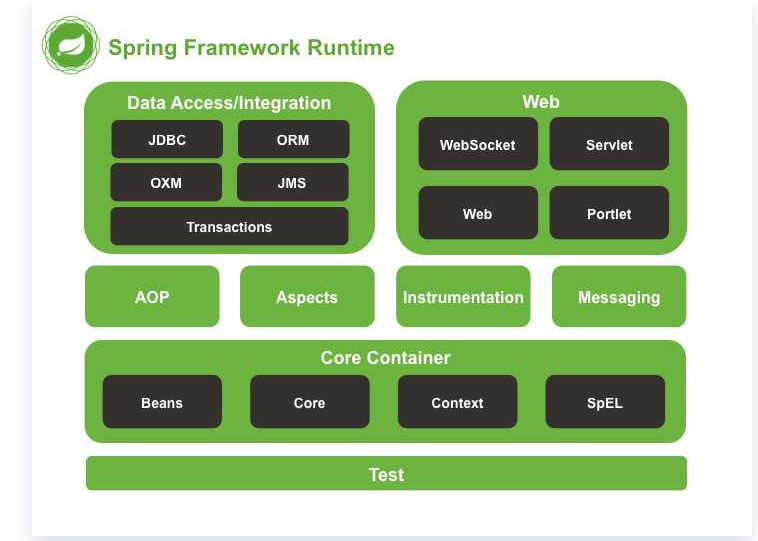 Spring Framework Runtime
Data Access/Integration
JDBC
ORM
OXM
JMS
Transactions
Web
WebSocket
Servlet
Web
Portlet
AOP
Aspects
Instrumentation
Messaging
Core Container
Beans
Core
Context
SpEL
Test